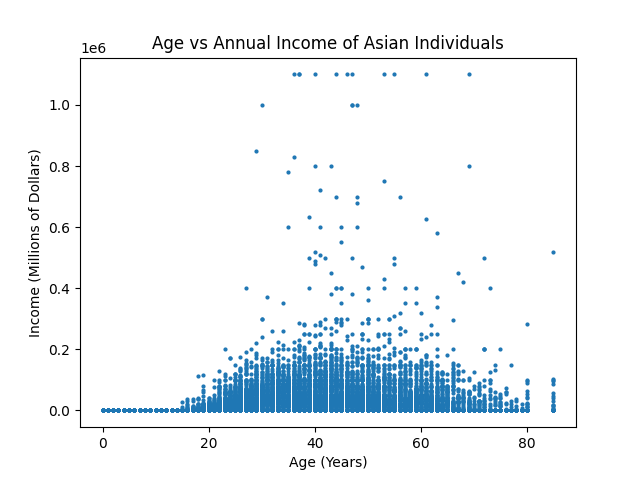 Age vs Annual Income of Asian Individuals
1e6
1.0
0.8
0.6
0.4
0.2
0.0
Income (Millions of Dollars)
0 20 40 60 80
Age (Years)